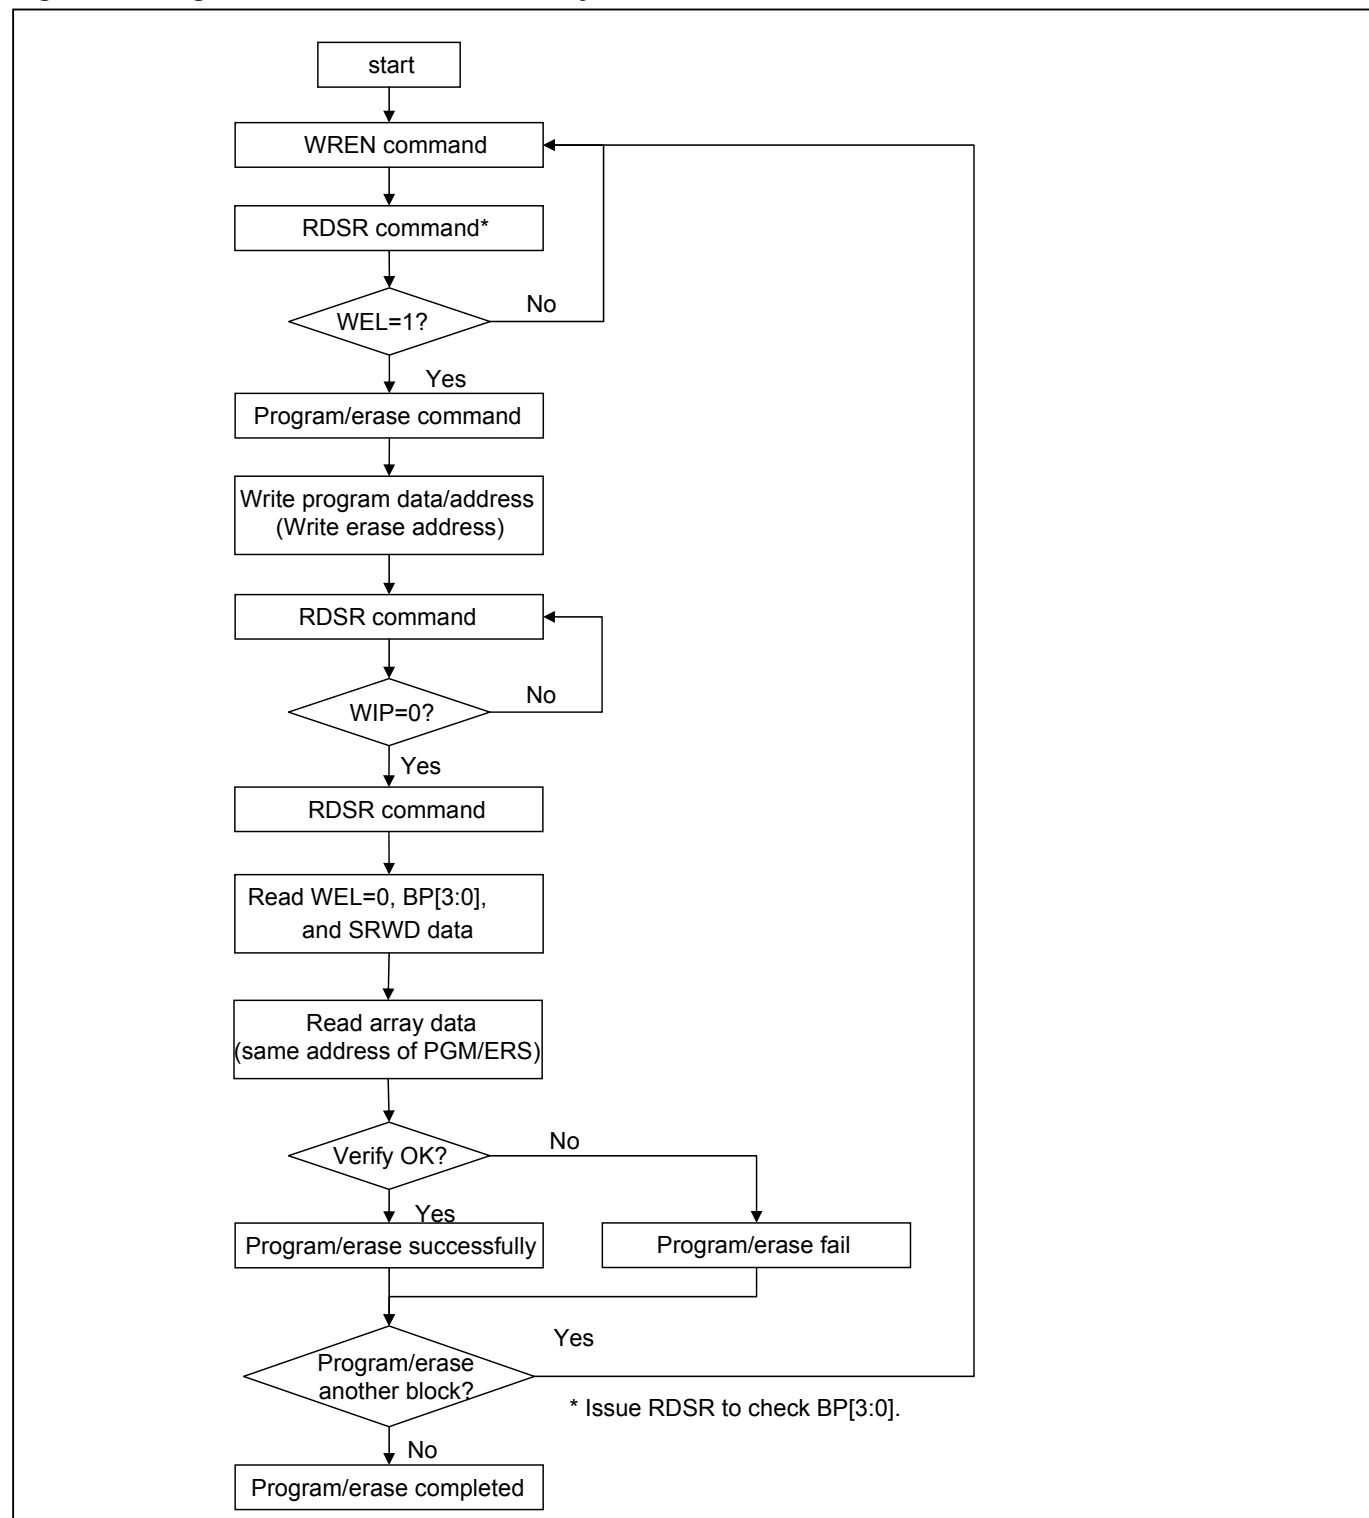 start
WREN command
RDSR command*
WEL=1?
No
Yes
Program/erase command
Write program data/address
(Write erase address)
RDSR command
WIP=0?
No
Yes
RDSR command
Read WEL=0, BP[3:0],
and SRWD data
Read array data
(same address of PGM/ERS)
Verify OK?
No
Yes
Program/erase successfully
Program/erase fail
Yes
Program/erase
another block?
* Issue RDSR to check BP[3:0].
No
Program/erase completed